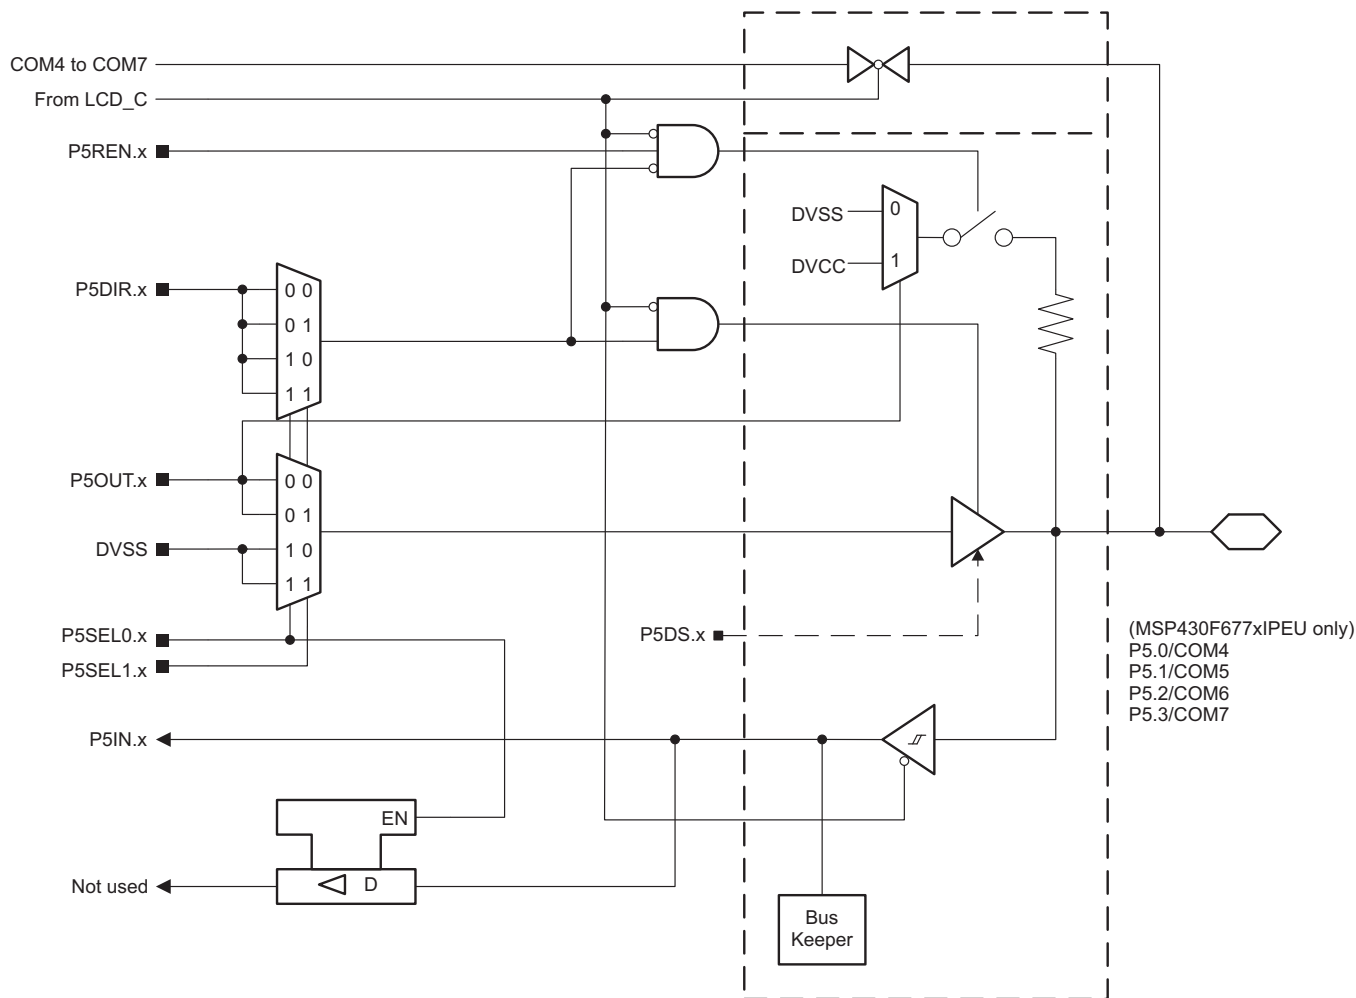 COM4 to COM7
From LCD_C
P5REN.x
DVSS
0
DVCC
1
P5DIR.x
0 0
0 1
1 0
1 1
P5OUT.x
0 0
0 1
DVSS
1 0
1 1
P5SEL0.x
P5SEL1.x
P5DS.x
(MSP430F677xIPEU only)
P5.0/COM4
P5.1/COM5
P5.2/COM6
P5.3/COM7
P5IN.x
EN
Not used
D
Bus
Keeper